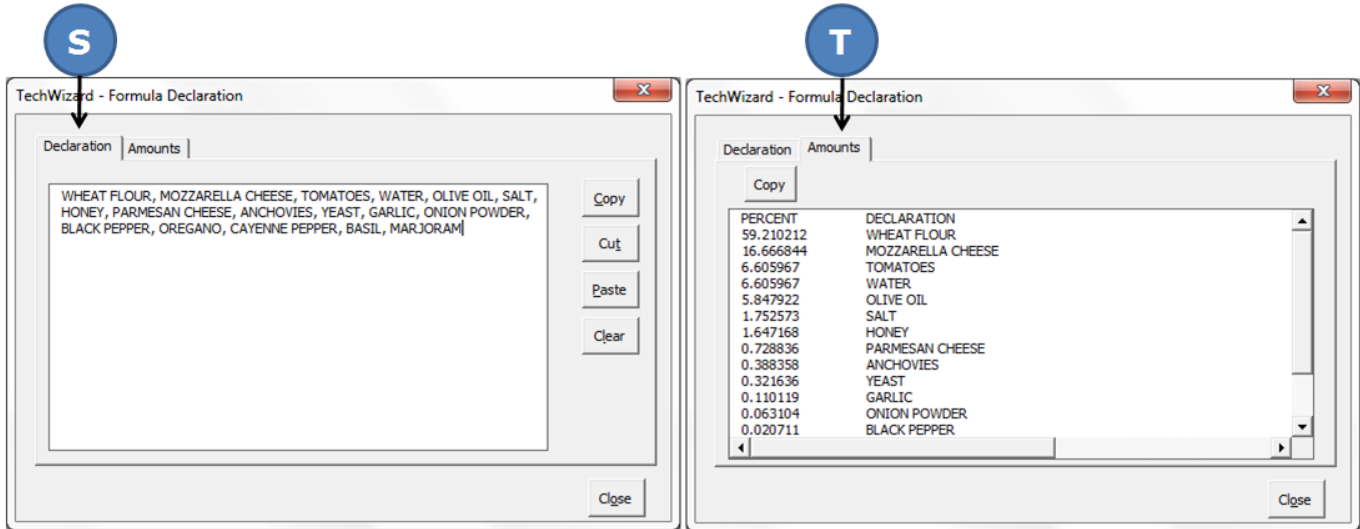 S
TechWizard - Formula Declaration
Declaration
Amounts
WHEAT FLOUR, MOZZARELLA CHEESE, TOMATOES, WATER, OLIVE OIL, SALT,
HONEY, PARMESAN CHEESE, ANCHOVIES, YEAST, GARLIC, ONION POWDER,
BLACK PEPPER, OREGANO, CAYENNE PEPPER, BASIL, MARJORAM
Copy
Cut
Paste
Clear
Close
T
TechWizard - Formula Declaration
Declaration
Amounts
Copy
PERCENT DECLARATION
59.210212 WHEAT FLOUR
16.666844 MOZZARELLA CHEESE
6.605967 TOMATOES
6.605967 WATER
5.847922 OLIVE OIL
1.752573 SALT
1.647168 HONEY
0.728836 PARMESAN CHEESE
0.388358 ANCHOVIES
0.321636 YEAST
0.110119 GARLIC
0.063104 ONION POWDER
0.020711 BLACK PEPPER
Close